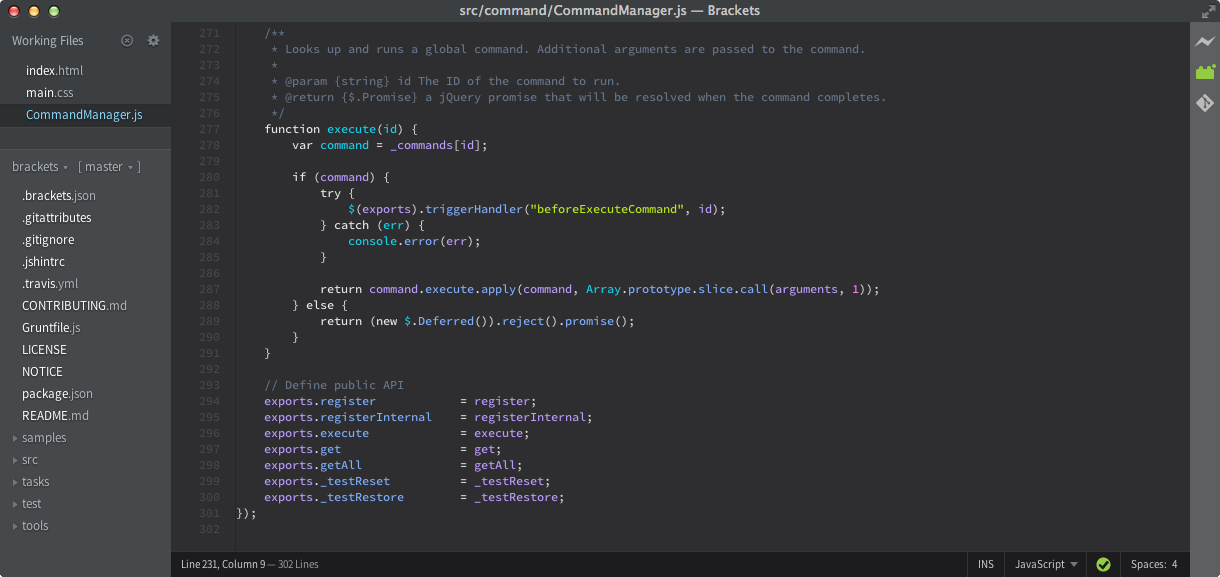 src/command/CommandManager.js — Brackets
Working Files
index.html
main.css
CommandManager.js
brackets
[ master ]
.brackets.json
.gitattributes
.gitignore
.jshintrc
.travis.yml
CONTRIBUTING.md
Gruntfile.js
LICENSE
NOTICE
package.json
README.md
samples
src
tasks
test
tools
271 /**
272 * Looks up and runs a global command. Additional arguments are passed to the command.
273 *
274 * @param {string} id The ID of the command to run.
275 * @return {$.Promise} a jQuery promise that will be resolved when the command completes.
276 */
277 function execute(id) {
278 var command = _commands[id];
279
280 if (command) {
281 try {
282 $(exports).triggerHandler("beforeExecuteCommand", id);
283 } catch (err) {
284 console.error(err);
285 }
286
287 return command.execute.apply(command, Array.prototype.slice.call(arguments, 1));
288 } else {
289 return (new $.Deferred()).reject().promise();
290 }
291 }
292
293 // Define public API
294 exports.register = register;
295 exports.registerInternal = registerInternal;
296 exports.execute = execute;
297 exports.get = get;
298 exports.getAll = getAll;
299 exports._testReset = _testReset;
300 exports._testRestore = _testRestore;
301 });
302
Line 231, Column 9 — 302 Lines
INS
JavaScript
Spaces: 4